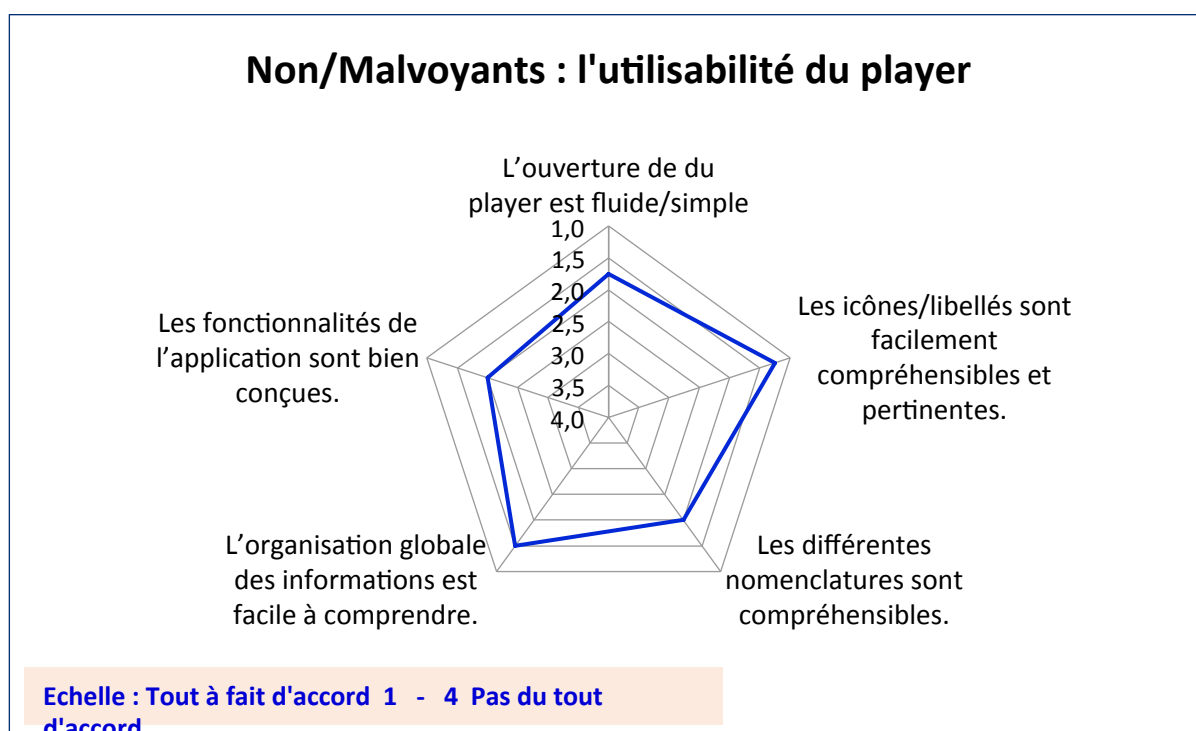 Non/Malvoyants : l'utilisabilité du player
L’ouverture de du
player est fluide/simple
1,0
1,5
2,0
2,5
3,0
3,5
4,0
Les icônes/libellés sont
facilement
compréhensibles et
pertinentes.
Les fonctionnalités de
l’application sont bien
conçues.
L’organisation globale
des informations est
facile à comprendre.
Les différentes
nomenclatures sont
compréhensibles.
Echelle : Tout à fait d'accord 1 - 4 Pas du tout
d'accord